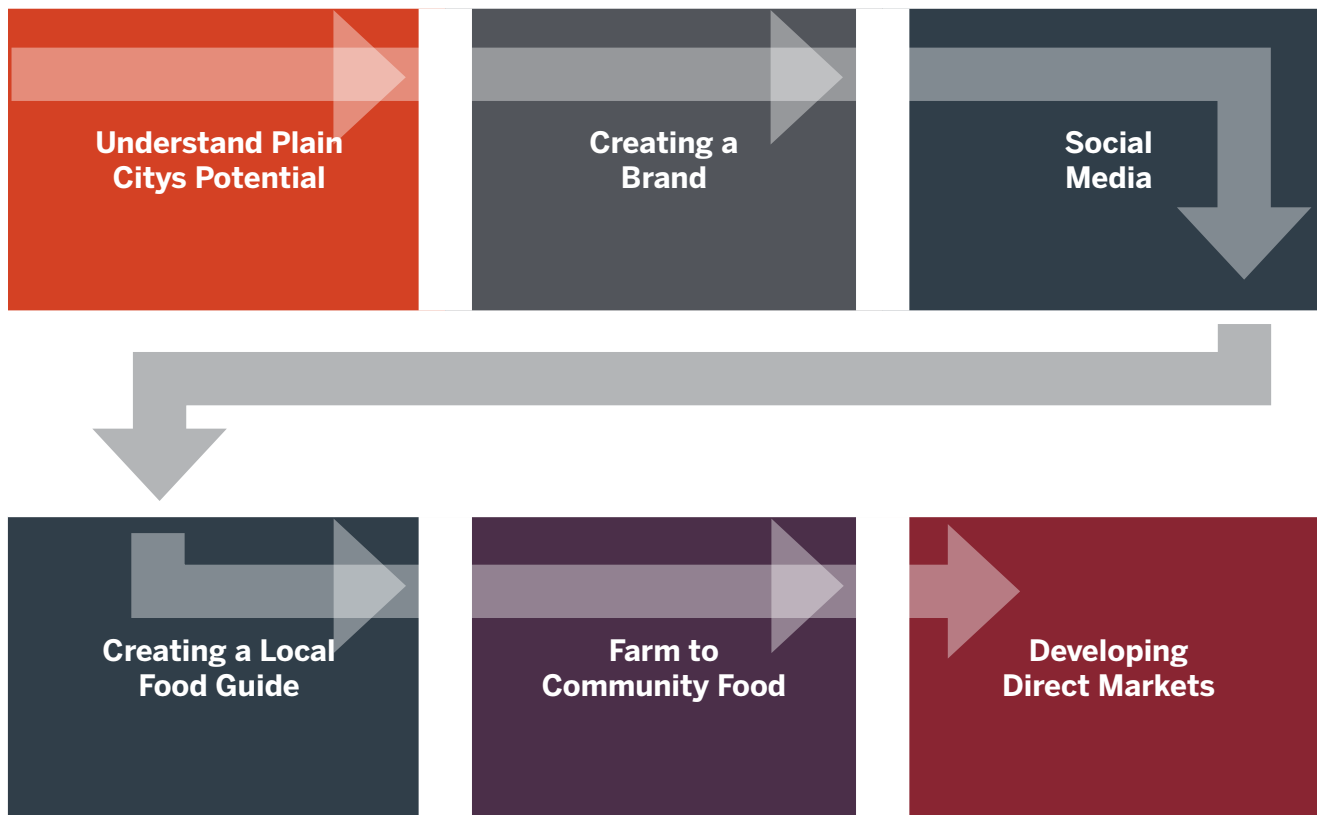 Understand Plain
Citys Potential
Creating a
Brand
Social
Media
Creating a Local
Food Guide
Farm to
Community Food
Developing
Direct Markets